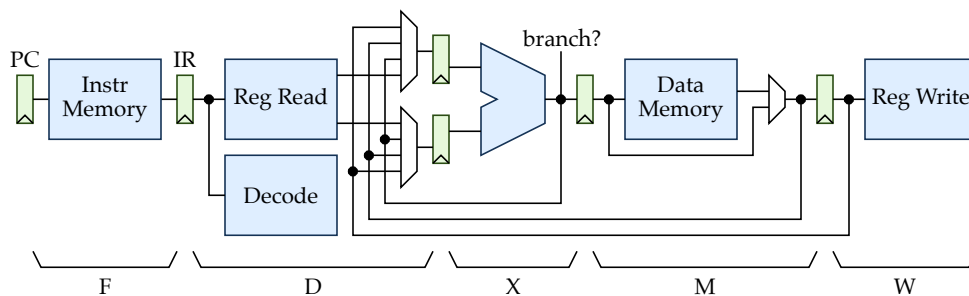 PC
Instr
Memory
IR
Reg Read
Decode
branch?
Data
Memory
Reg Write
F
D
X
M
W